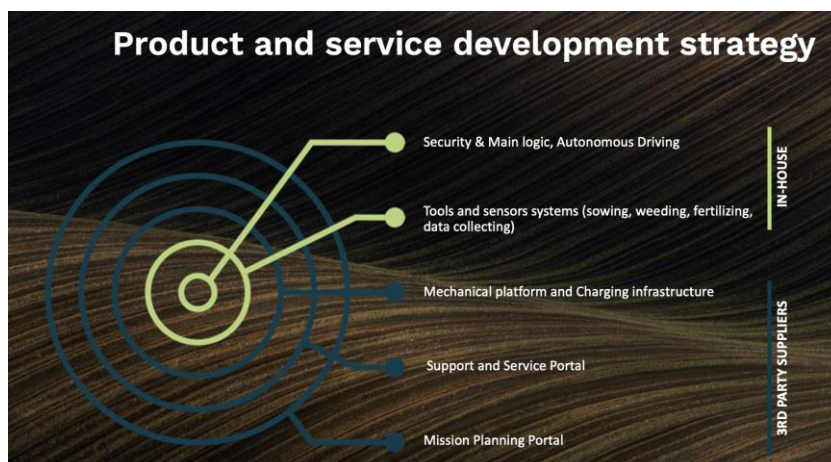 Product and service development strategy
Security & Main logic, Autonomous Driving
Tools and sensors systems (sowing, weeding, fertilizing,
data collecting)
IN-HOUSE
Mechanical platform and Charging infrastructure
Support and Service Portal
Mission Planning Portal
3RD PARTY SUPPLIERS